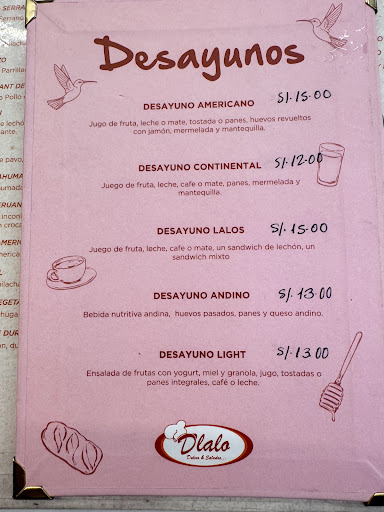 Desayunos
DESAYUNO AMERICANO S/. 15.00
Jugo de fruta, leche o mate, tostada o panes, huevos revueltos
con jamón, mermelada y mantequilla.
DESAYUNO CONTINENTAL S/. 12.00
Juego de fruta, leche, cafe o mate, panes, mermelada y
mantequilla.
DESAYUNO LALOS S/. 15.00
Juego de fruta, leche, cafe o mate, un sandwich de lechón, un
sandwich mixto
DESAYUNO ANDINO S/. 13.00
Bebida nutritiva andina, huevos pasados, panes y queso andino.
DESAYUNO LIGHT S/. 13.00
Ensalada de frutas con yogurt, miel y granola, jugo, tostadas o
panes integrales, café o leche.
D'lalo
Dulces & Salados